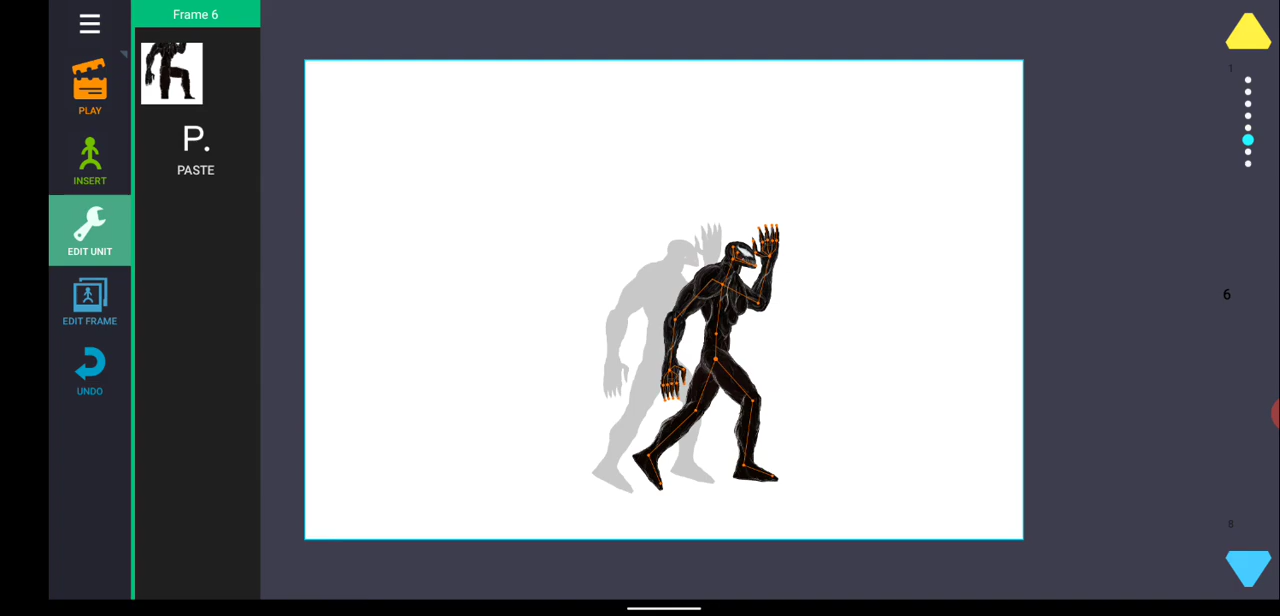 Frame 6
PLAY
INSERT
EDIT UNIT
EDIT FRAME
UNDO
P.
PASTE
1
6
8